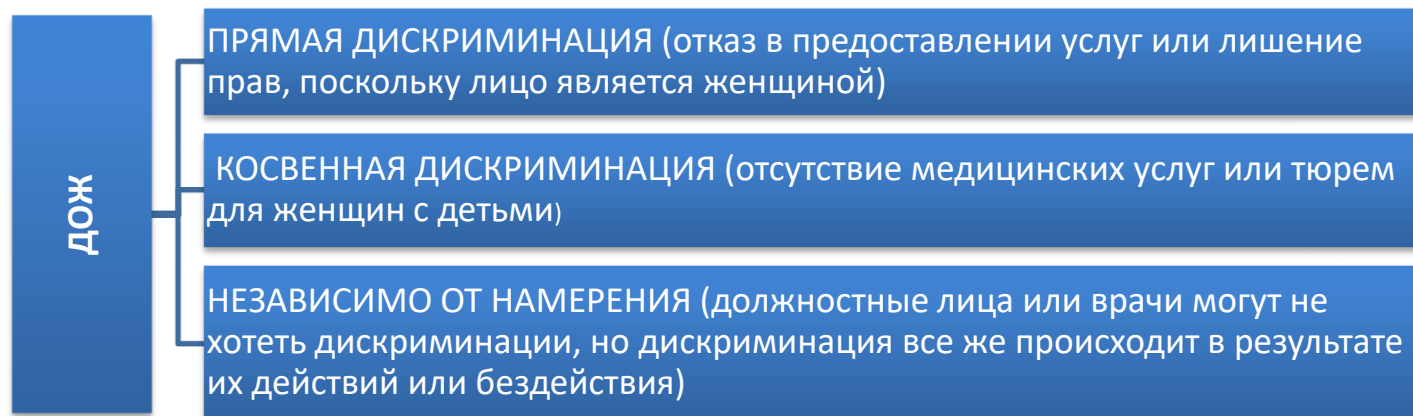 ДОЖ
ПРЯМАЯ ДИСКРИМИНАЦИЯ (отказ в предоставлении услуг или лишение
прав, поскольку лицо является женщиной)
КОСВЕННАЯ ДИСКРИМИНАЦИЯ (отсутствие медицинских услуг или тюрем
для женщин с детьми)
НЕЗАВИСИМО ОТ НАМЕРЕНИЯ (должностные лица или врачи могут не
хотеть дискриминации, но дискриминация все же происходит в результате
их действий или бездействия)